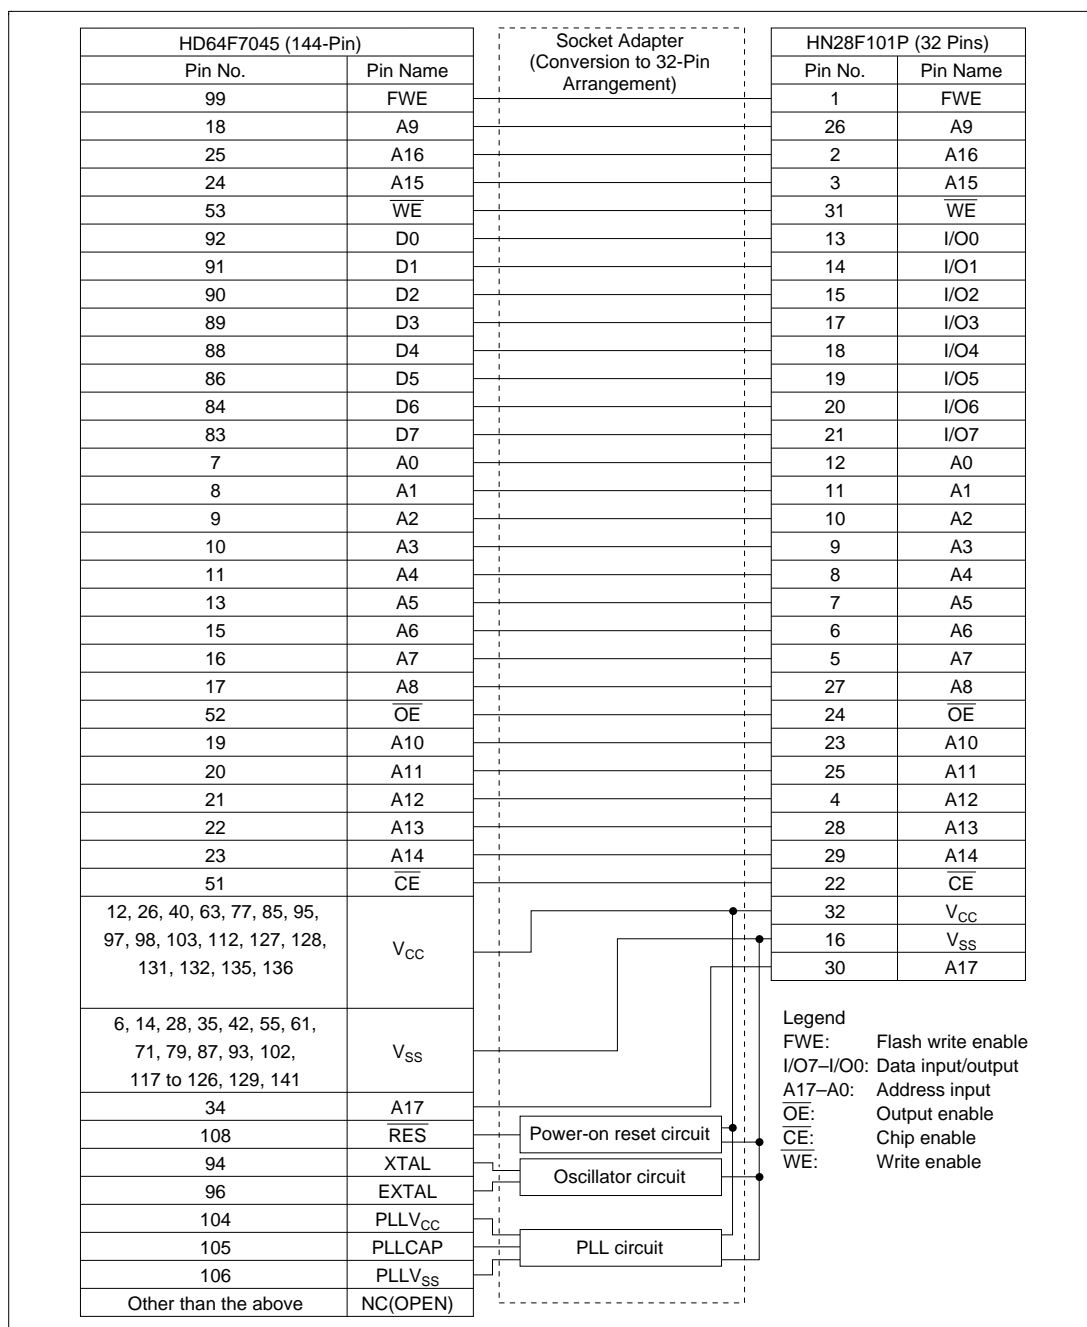 HD64F7045 (144-Pin)
Pin No. Pin Name
99 FWE
18 A9
25 A16
24 A15
53 W̅E̅
92 D0
91 D1
90 D2
89 D3
88 D4
86 D5
84 D6
83 D7
7 A0
8 A1
9 A2
10 A3
11 A4
13 A5
15 A6
16 A7
17 A8
52 O̅E̅
19 A10
20 A11
21 A12
22 A13
23 A14
51 C̅E̅
12, 26, 40, 63, 77, 85, 95,
97, 98, 103, 112, 127, 128,
131, 132, 135, 136
VCC
6, 14, 28, 35, 42, 55, 61,
71, 79, 87, 93, 102,
117 to 126, 129, 141
VSS
34 A17
108 R̅E̅S̅
94 XTAL
96 EXTAL
104 PLLVCC
105 PLLCAP
106 PLLVSS
Other than the above NC(OPEN)
Socket Adapter
(Conversion to 32-Pin
Arrangement)
Power-on reset circuit
Oscillator circuit
PLL circuit
HN28F101P (32 Pins)
Pin No. Pin Name
1 FWE
26 A9
2 A16
3 A15
31 W̅E̅
13 I/O0
14 I/O1
15 I/O2
17 I/O3
18 I/O4
19 I/O5
20 I/O6
21 I/O7
12 A0
11 A1
10 A2
9 A3
8 A4
7 A5
6 A6
5 A7
27 A8
24 O̅E̅
23 A10
25 A11
4 A12
28 A13
29 A14
22 C̅E̅
32 VCC
16 VSS
30 A17
Legend
FWE: Flash write enable
I/O7–I/O0: Data input/output
A17–A0: Address input
O̅E̅: Output enable
C̅E̅: Chip enable
W̅E̅: Write enable